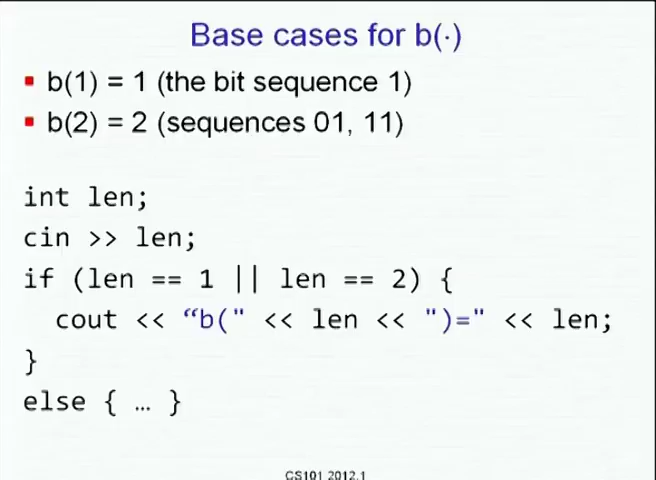 Base cases for b(·)
▪ b(1) = 1 (the bit sequence 1)
▪ b(2) = 2 (sequences 01, 11)
int len;
cin >> len;
if (len == 1 || len == 2) {
cout << “b(" << len << ")=" << len;
}
else { … }
CS101 2012.1